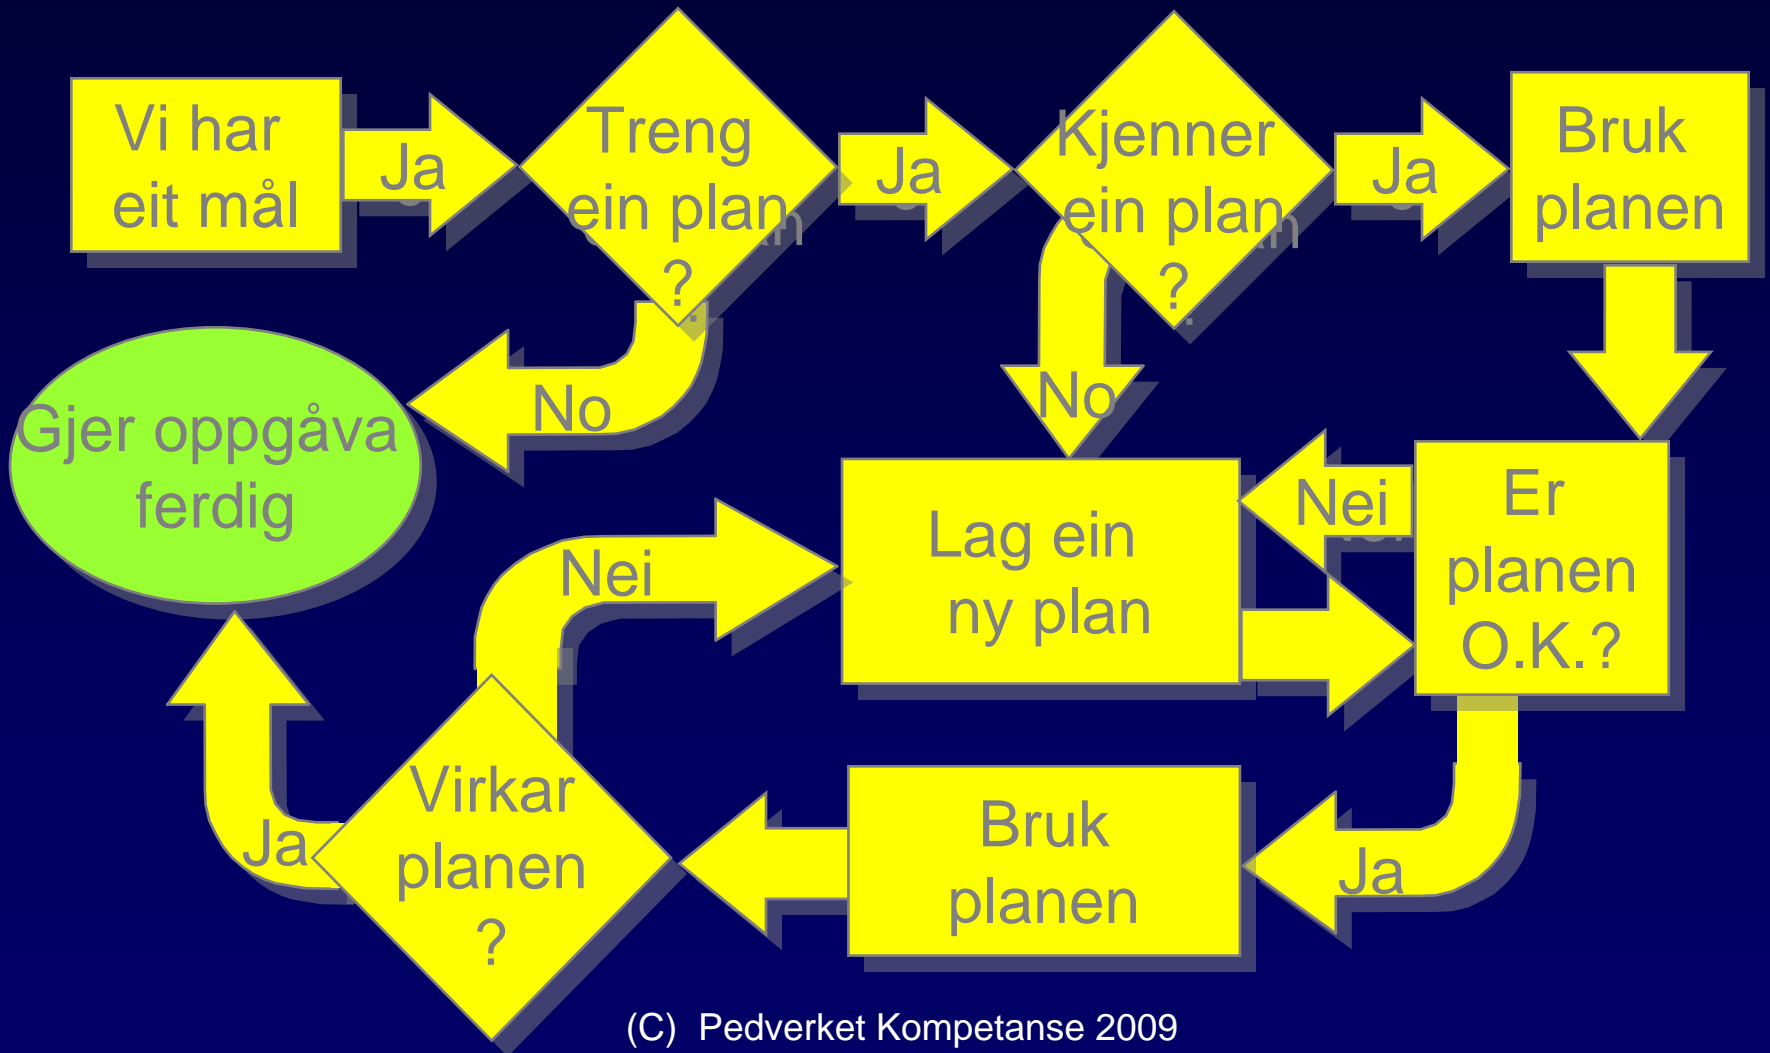 Vi har
eit mål
Ja
Treng
ein plan
?
Ja
Kjenner
ein plan
?
Ja
Bruk
planen
No
No
Gjer oppgåva
ferdig
Nei
Lag ein
ny plan
Nei
Er
planen
O.K.?
Ja
Virkar
planen
?
Bruk
planen
Ja
(C) Pedverket Kompetanse 2009